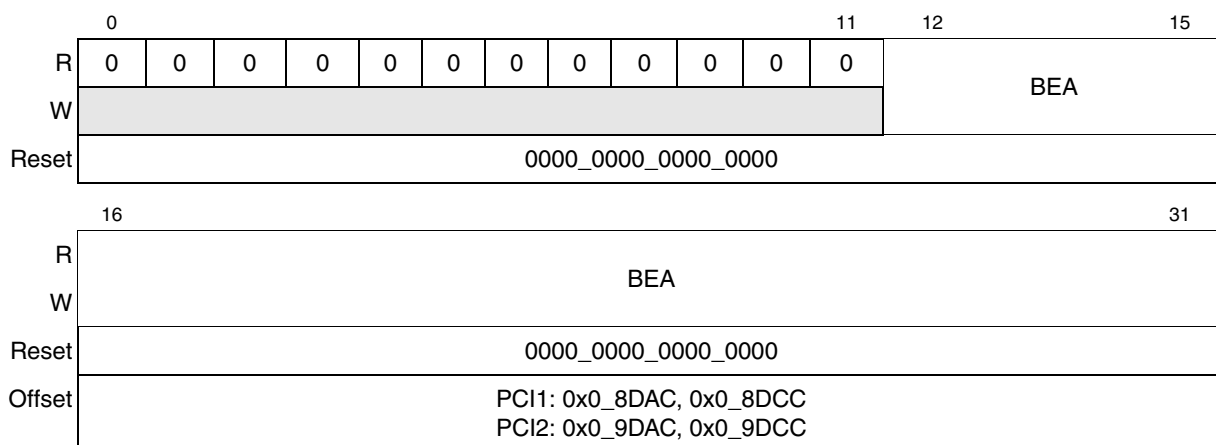 0 11 12 15
R 0 0 0 0 0 0 0 0 0 0 0 0 BEA
W
Reset 0000_0000_0000_0000
16 31
R
BEA
W
Reset 0000_0000_0000_0000
Offset PCI1: 0x0_8DAC, 0x0_8DCC
PCI2: 0x0_9DAC, 0x0_9DCC